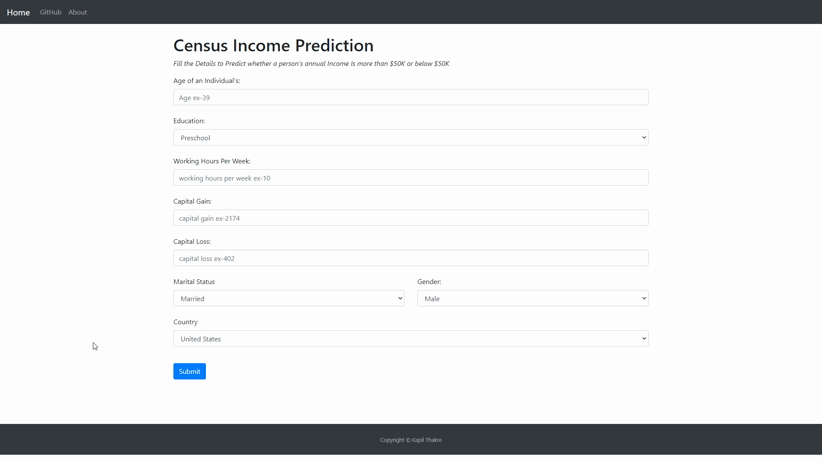 Home GitHub About
Census Income Prediction
Fill the Details to Predict whether a person's annual Income Is more than $50K or below $50K
Age of an Individual's:
Age ex-39
Education:
Preschool
Working Hours Per Week:
working hours per week ex-10
Capital Gain:
capital gain ex-2174
Capital Loss:
capital loss ex-402
Marital Status Gender:
Married Male
Country
United States
Submit
Copyright © Kapil Thakre